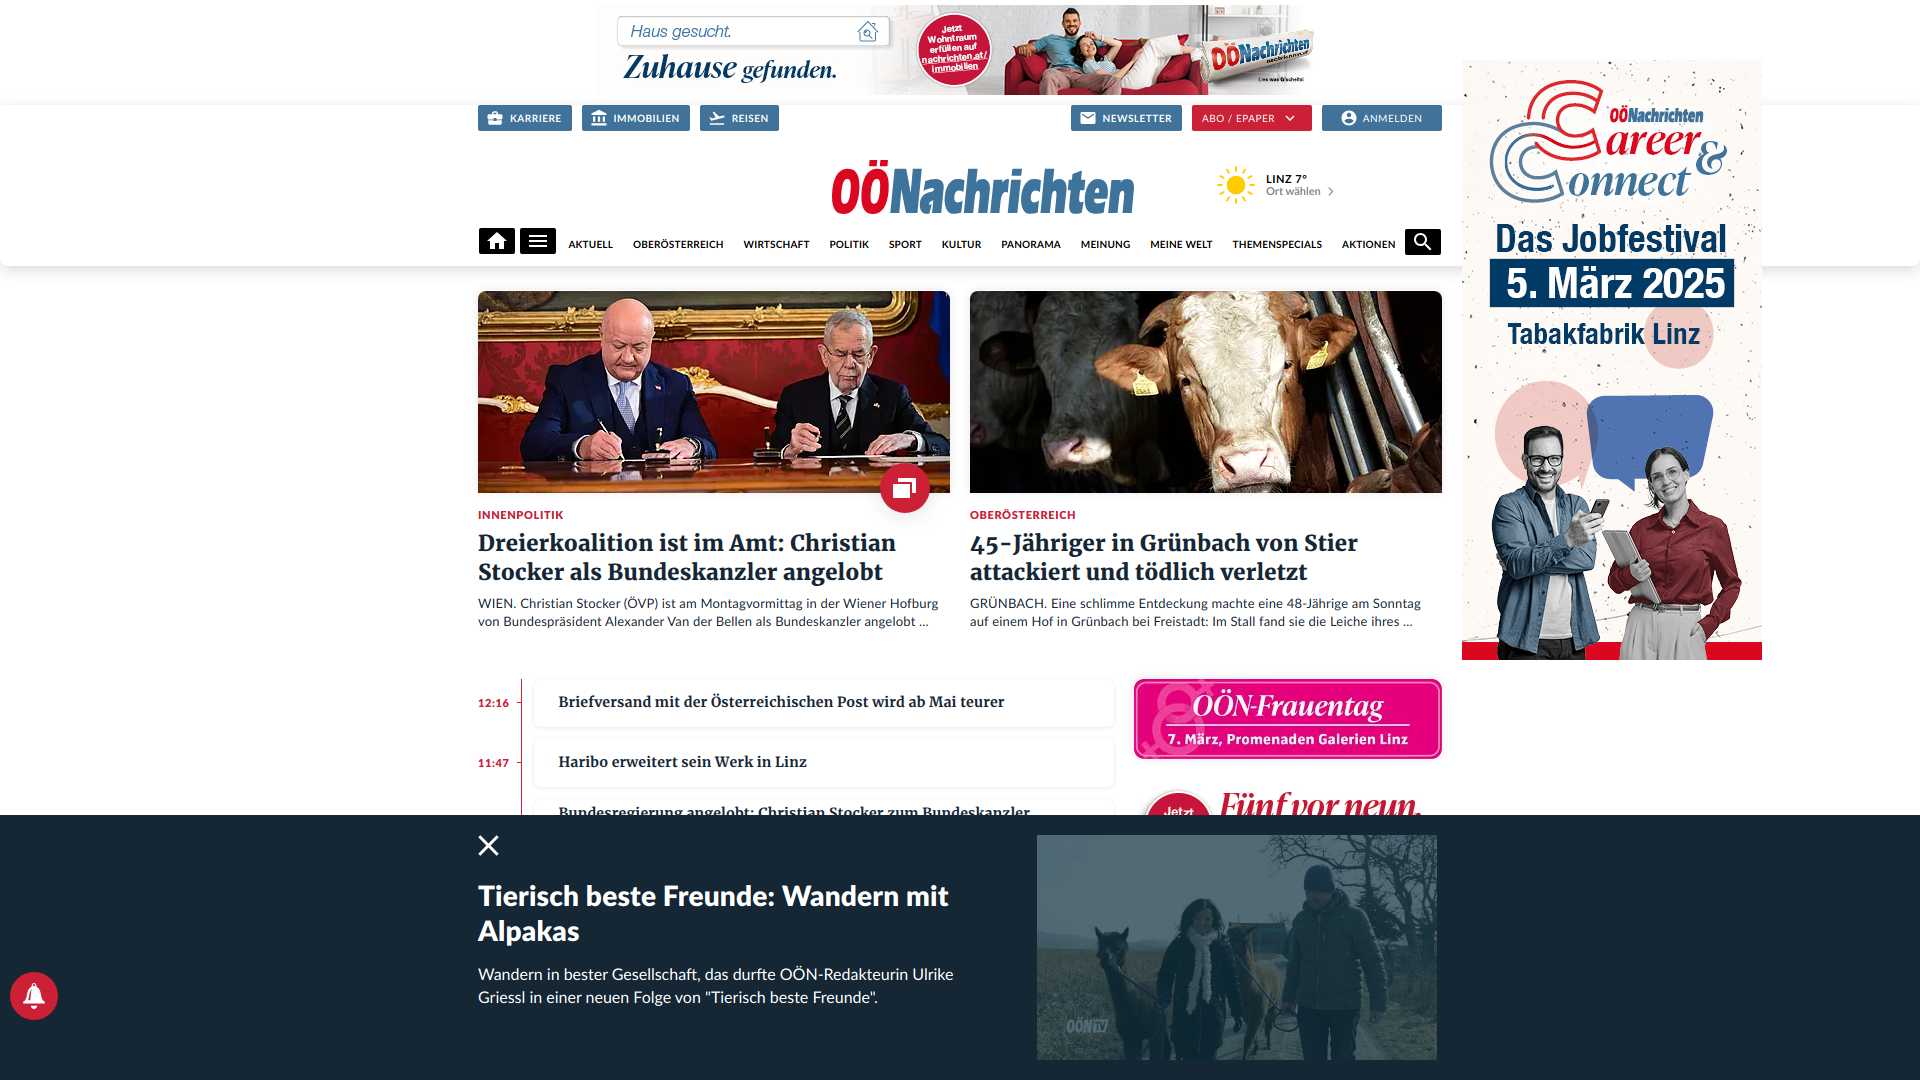 Haus gesucht.
Zuhause gefunden.
Jetzt
Wohntraum
erfüllen auf
nachrichten.at/
immobilien
OÖNachrichten
Lies was G'scheits!
KARRIERE
IMMOBILIEN
REISEN
NEWSLETTER
ABO / EPAPER
ANMELDEN
OÖNachrichten
LINZ 7°
Ort wählen
AKTUELL
OBERÖSTERREICH
WIRTSCHAFT
POLITIK
SPORT
KULTUR
PANORAMA
MEINUNG
MEINE WELT
THEMENSPECIALS
AKTIONEN
OÖNachrichten
Career &
Connect
Das Jobfestival
5. März 2025
Tabakfabrik Linz
INNENPOLITIK
Dreierkoalition ist im Amt: Christian
Stocker als Bundeskanzler angelobt
WIEN. Christian Stocker (ÖVP) ist am Montagvormittag in der Wiener Hofburg
von Bundespräsident Alexander Van der Bellen als Bundeskanzler angelobt ...
OBERÖSTERREICH
45-Jähriger in Grünbach von Stier
attackiert und tödlich verletzt
GRÜNBACH. Eine schlimme Entdeckung machte eine 48-Jährige am Sonntag
auf einem Hof in Grünbach bei Freistadt: Im Stall fand sie die Leiche ihres ...
12:16
Briefversand mit der Österreichischen Post wird ab Mai teurer
11:47
Haribo erweitert sein Werk in Linz
Bundesregierung angelobt: Christian Stocker zum Bundeskanzler
OÖN-Frauentag
7. März, Promenaden Galerien Linz
Jetzt
Fünf vor neun.
Tierisch beste Freunde: Wandern mit
Alpakas
Wandern in bester Gesellschaft, das durfte OÖN-Redakteurin Ulrike
Griessl in einer neuen Folge von "Tierisch beste Freunde".
OÖNTV